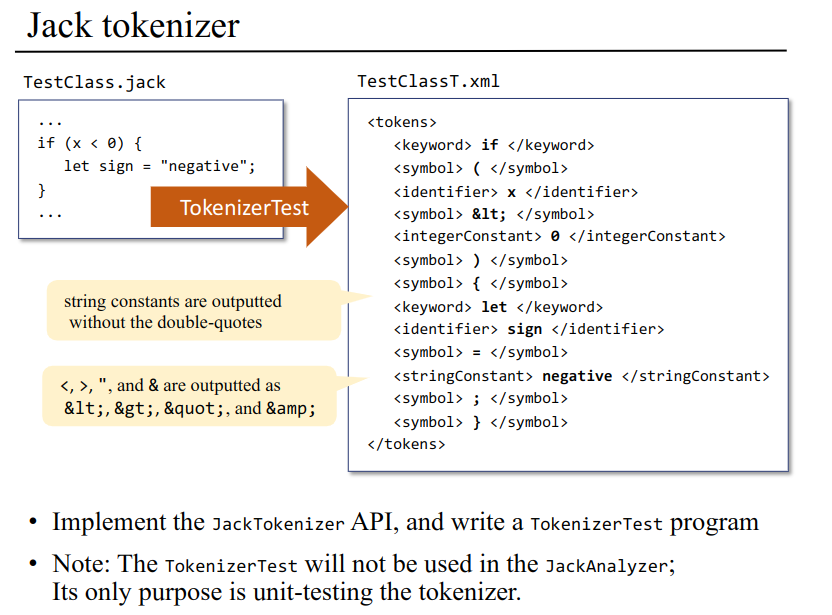 Jack tokenizer
TestClass.jack
...
if (x < 0) {
let sign = "negative";
}
...
TokenizerTest
string constants are outputted
without the double-quotes
<, >, ", and & are outputted as
&lt;, &gt;, &quot;, and &amp;
TestClassT.xml
<tokens>
<keyword> if </keyword>
<symbol> ( </symbol>
<identifier> x </identifier>
<symbol> &lt; </symbol>
<integerConstant> 0 </integerConstant>
<symbol> ) </symbol>
<symbol> { </symbol>
<keyword> let </keyword>
<identifier> sign </identifier>
<symbol> = </symbol>
<stringConstant> negative </stringConstant>
<symbol> ; </symbol>
<symbol> } </symbol>
</tokens>
• Implement the JackTokenizer API, and write a TokenizerTest program
• Note: The TokenizerTest will not be used in the JackAnalyzer;
Its only purpose is unit-testing the tokenizer.